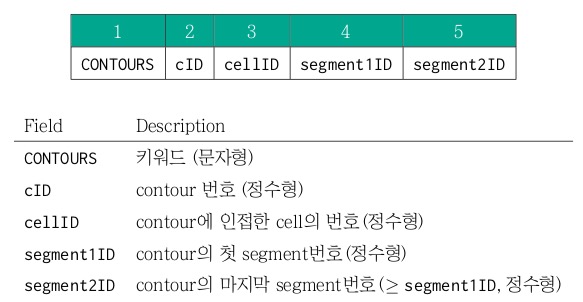 1 2 3 4 5
CONTOURS cID cellID segment1ID segment2ID
Field Description
CONTOURS 키워드 (문자형)
cID contour 번호 (정수형)
cellID contour에 인접한 cell의 번호(정수형)
segment1ID contour의 첫 segment번호(정수형)
segment2ID contour의 마지막 segment번호(≥ segment1ID, 정수형)